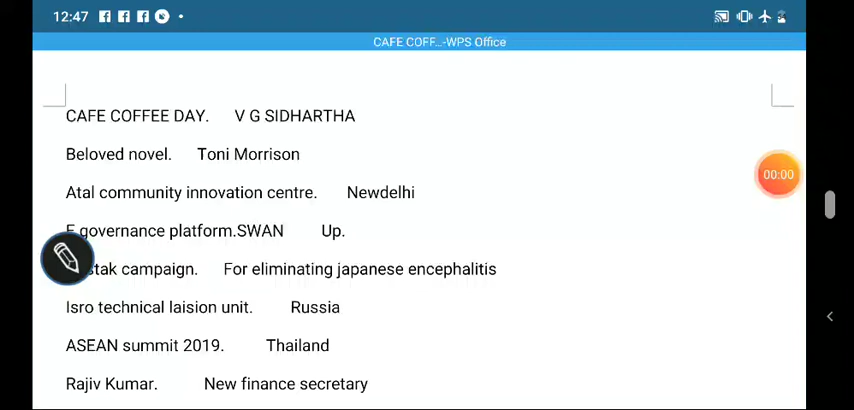 12:47
CAFE COFF...-WPS Office
CAFE COFFEE DAY. V G SIDHARTHA
Beloved novel. Toni Morrison
Atal community innovation centre. Newdelhi
00:00
E governance platform.SWAN Up.
campaign. For eliminating japanese encephalitis
Isro technical laision unit. Russia
ASEAN summit 2019. Thailand
Rajiv Kumar. New finance secretary